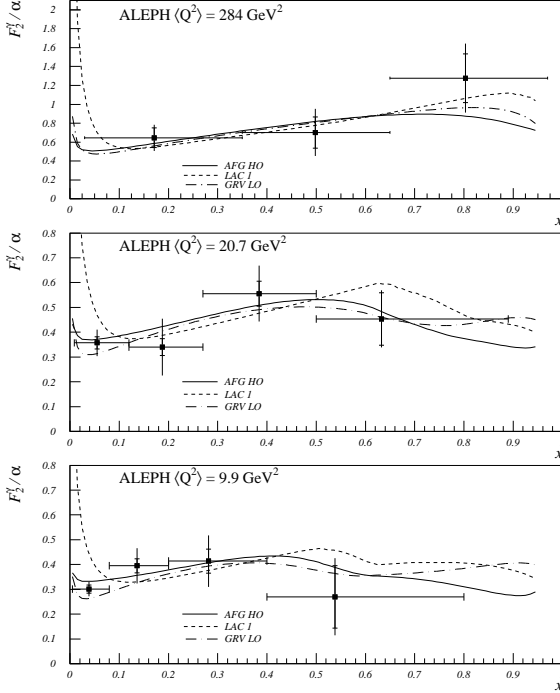 F₂^γ / α
ALEPH ⟨Q²⟩ = 284 GeV²
2
1.8
1.6
1.4
1.2
1
0.8
0.6
0.4
0.2
0
AFG HO
LAC 1
GRV LO
0 0.1 0.2 0.3 0.4 0.5 0.6 0.7 0.8 0.9
x
F₂^γ / α
ALEPH ⟨Q²⟩ = 20.7 GeV²
0.8
0.7
0.6
0.5
0.4
0.3
0.2
0.1
0
AFG HO
LAC 1
GRV LO
0 0.1 0.2 0.3 0.4 0.5 0.6 0.7 0.8 0.9
x
F₂^γ / α
ALEPH ⟨Q²⟩ = 9.9 GeV²
0.8
0.7
0.6
0.5
0.4
0.3
0.2
0.1
0
AFG HO
LAC 1
GRV LO
0 0.1 0.2 0.3 0.4 0.5 0.6 0.7 0.8 0.9
x